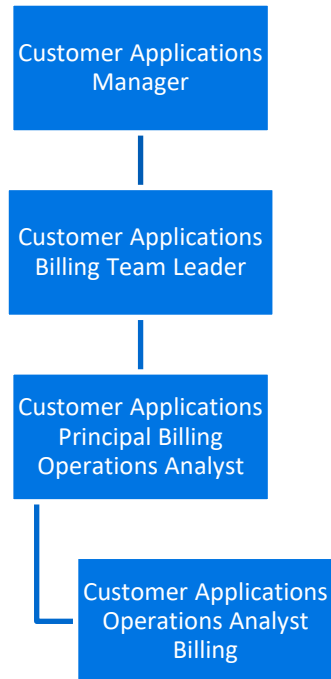 Customer Applications
Manager
Customer Applications
Billing Team Leader
Customer Applications
Principal Billing
Operations Analyst
Customer Applications
Operations Analyst
Billing